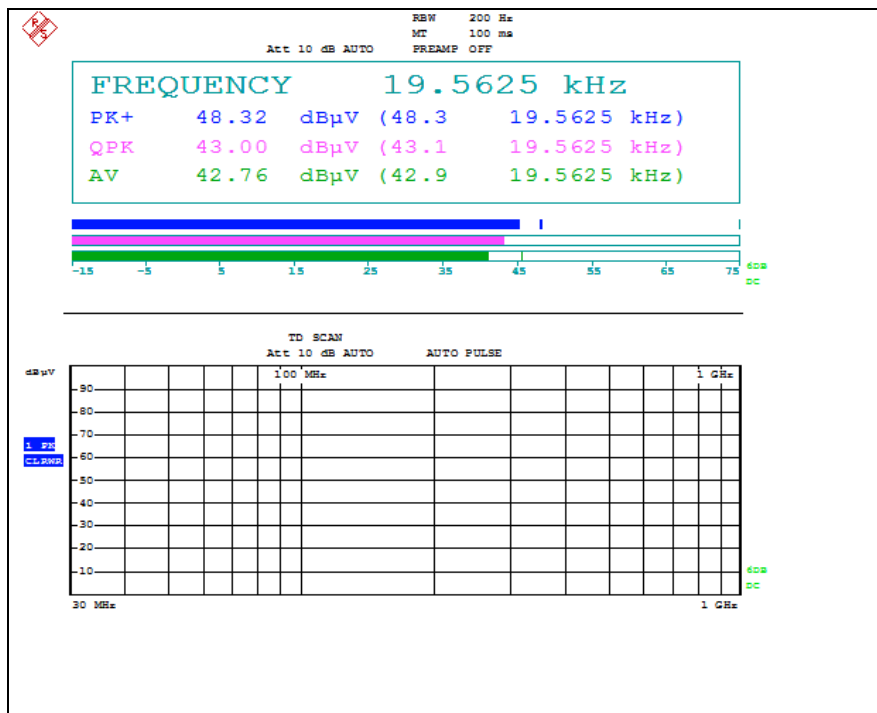 R S
RBW 200 Hz
MT 100 ms
Att 10 dB AUTO PREAMP OFF
FREQUENCY 19.5625 kHz
PK+ 48.32 dBµV (48.3 19.5625 kHz)
QPK 43.00 dBµV (43.1 19.5625 kHz)
AV 42.76 dBµV (42.9 19.5625 kHz)
-15 -5 5 15 25 35 45 55 65 75
6DB
DC
TD SCAN
Att 10 dB AUTO AUTO PULSE
dBµV
100 MHz 1 GHz
90
80
70
1 PK
CLRWR
60
50
40
30
20
10
6DB
DC
30 MHz 1 GHz